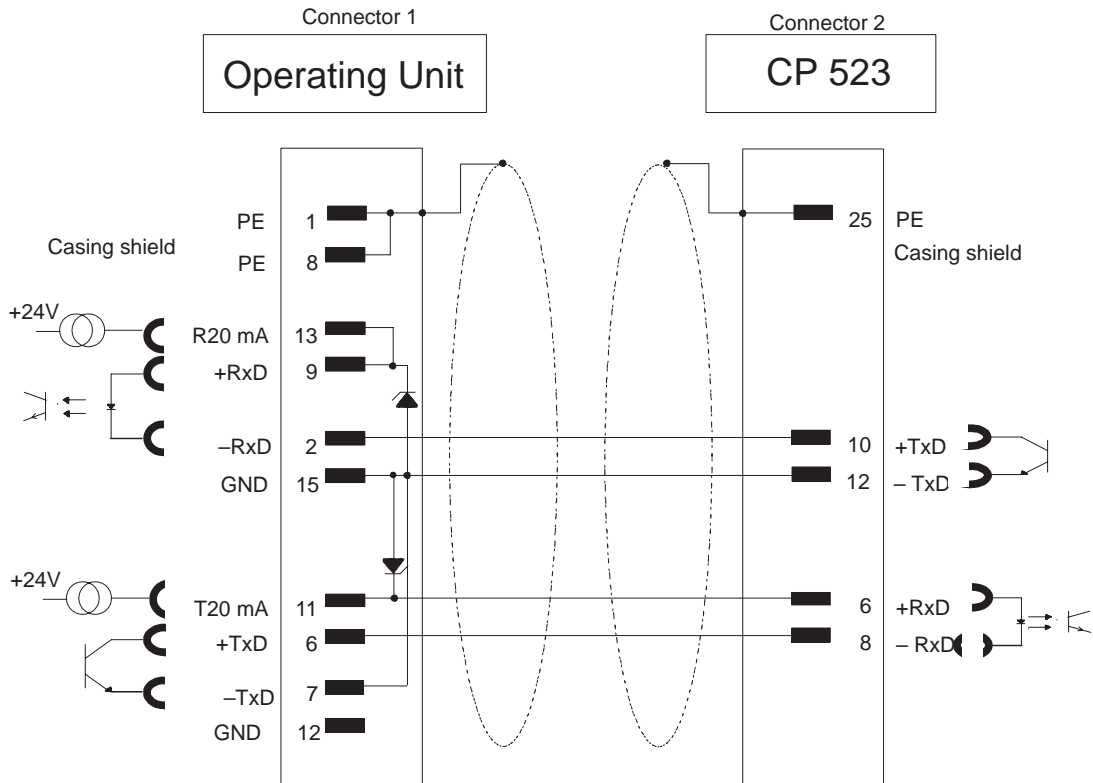 Connector 1
Connector 2
Operating Unit
CP 523
PE 1
25 PE
Casing shield
PE 8
Casing shield
+24V
R20 mA 13
+RxD 9
–RxD 2
10 +TxD
GND 15
12 – TxD
+24V
T20 mA 11
6 +RxD
+TxD 6
8 – RxD
–TxD 7
GND 12